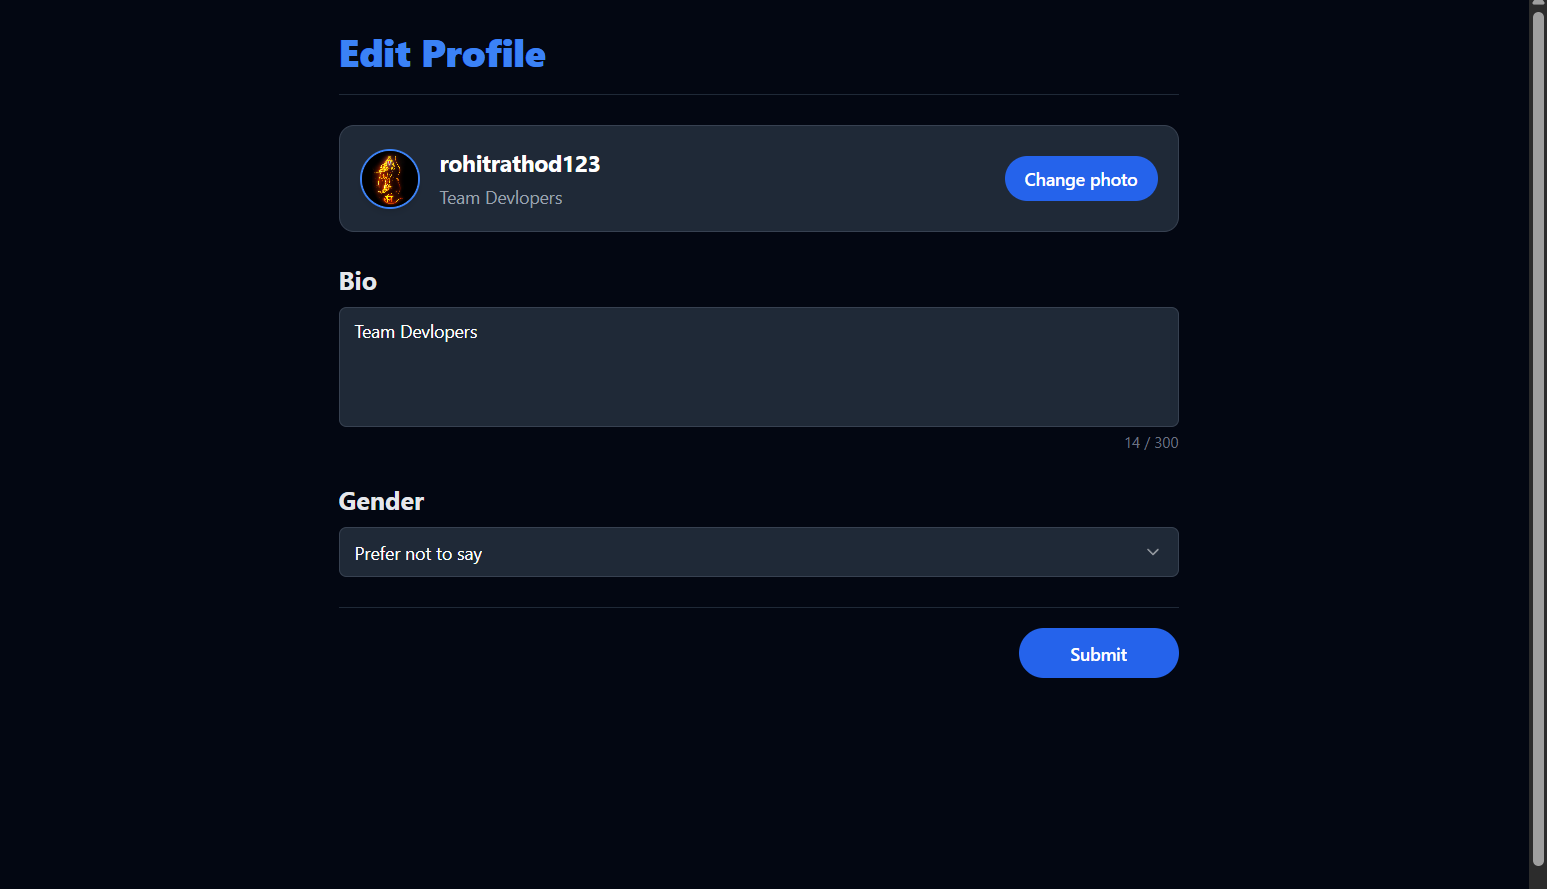 Edit Profile
rohitrathod123
Team Devlopers
Change photo
Bio
Team Devlopers
14 / 300
Gender
Prefer not to say
Submit